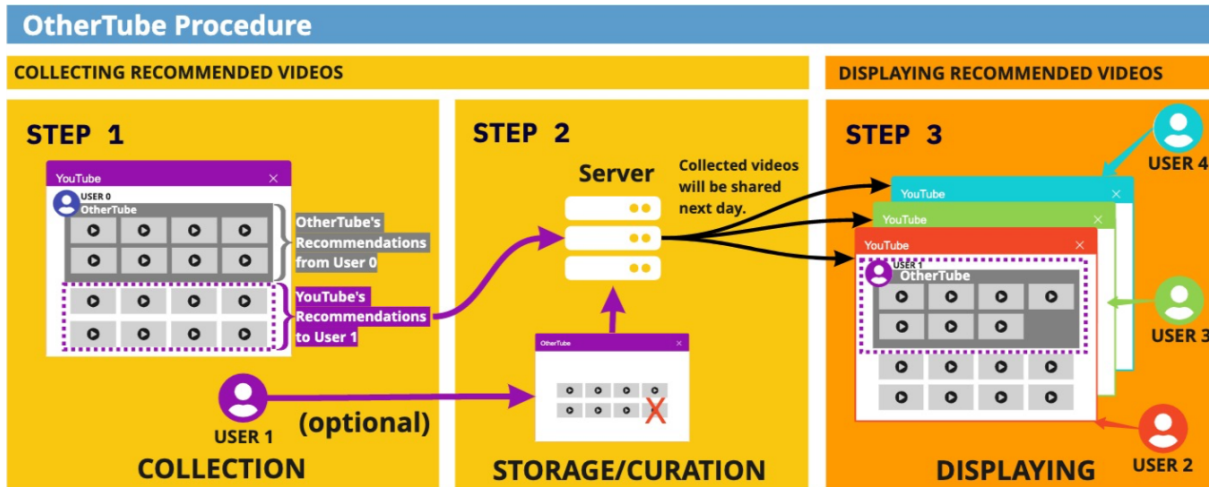 OtherTube Procedure
COLLECTING RECOMMENDED VIDEOS
DISPLAYING RECOMMENDED VIDEOS
STEP 1
YouTube
×
USER 0
OtherTube
OtherTube's
Recommendations
from User 0
YouTube's
Recommendations
to User 1
USER 1
(optional)
COLLECTION
STEP 2
Server
Collected videos
will be shared
next day.
OtherTube
×
X
STORAGE/CURATION
STEP 3
USER 4
YouTube
×
YouTube
×
YouTube
×
USER 1
OtherTube
USER 3
USER 2
DISPLAYING